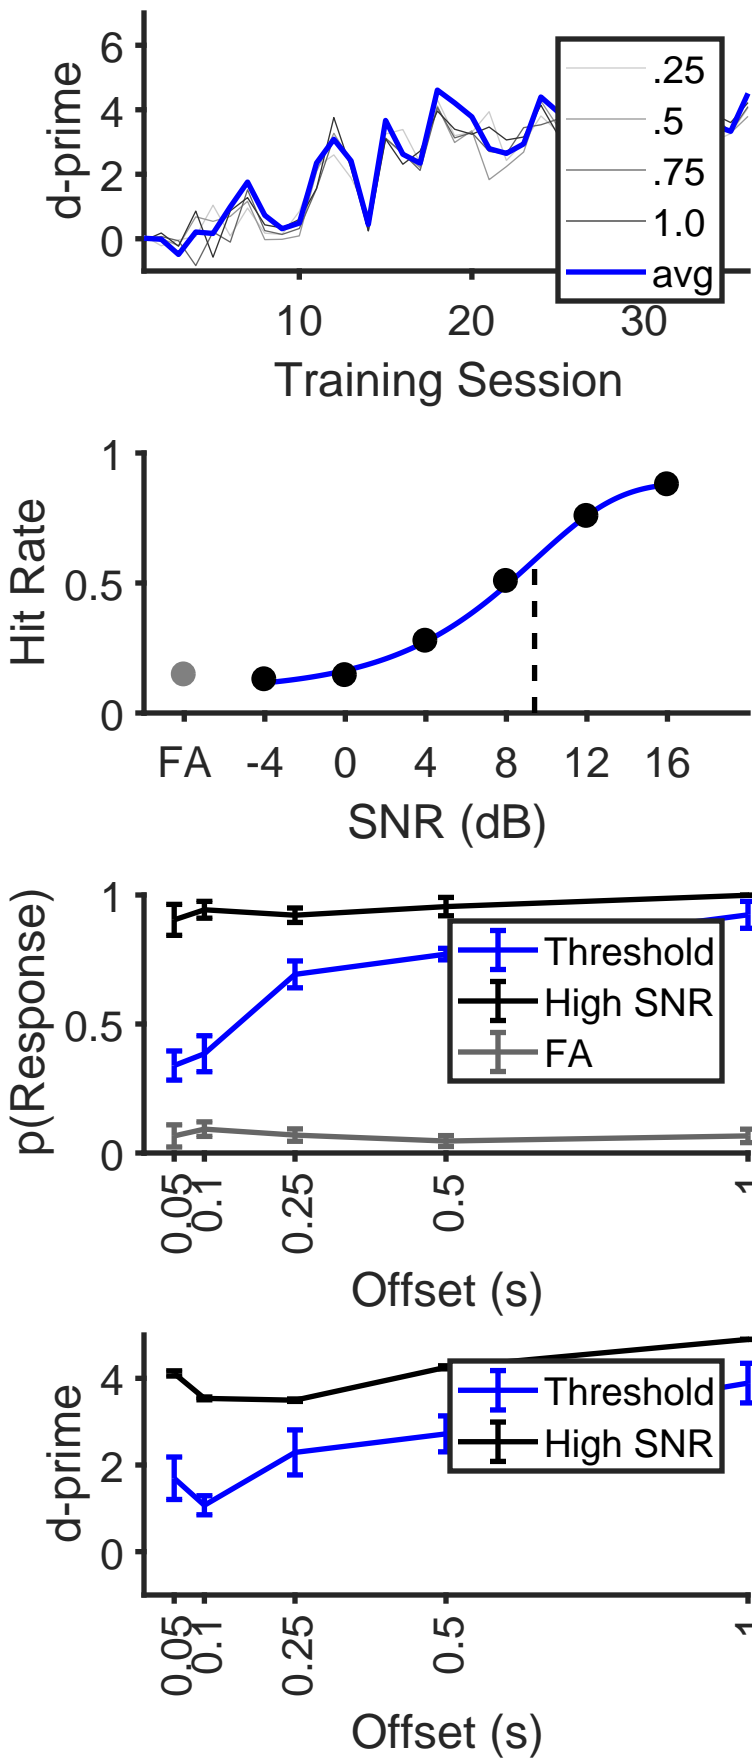 d-prime
6
4
2
0
.25
.5
.75
1.0
avg
10 20 30
Training Session
Hit Rate
1
0.5
0
FA -4 0 4 8 12 16
SNR (dB)
p(Response)
1
0.5
0
Threshold
High SNR
FA
0.05 0.1 0.25 0.5 1
Offset (s)
d-prime
4
2
0
Threshold
High SNR
0.05 0.1 0.25 0.5 1
Offset (s)